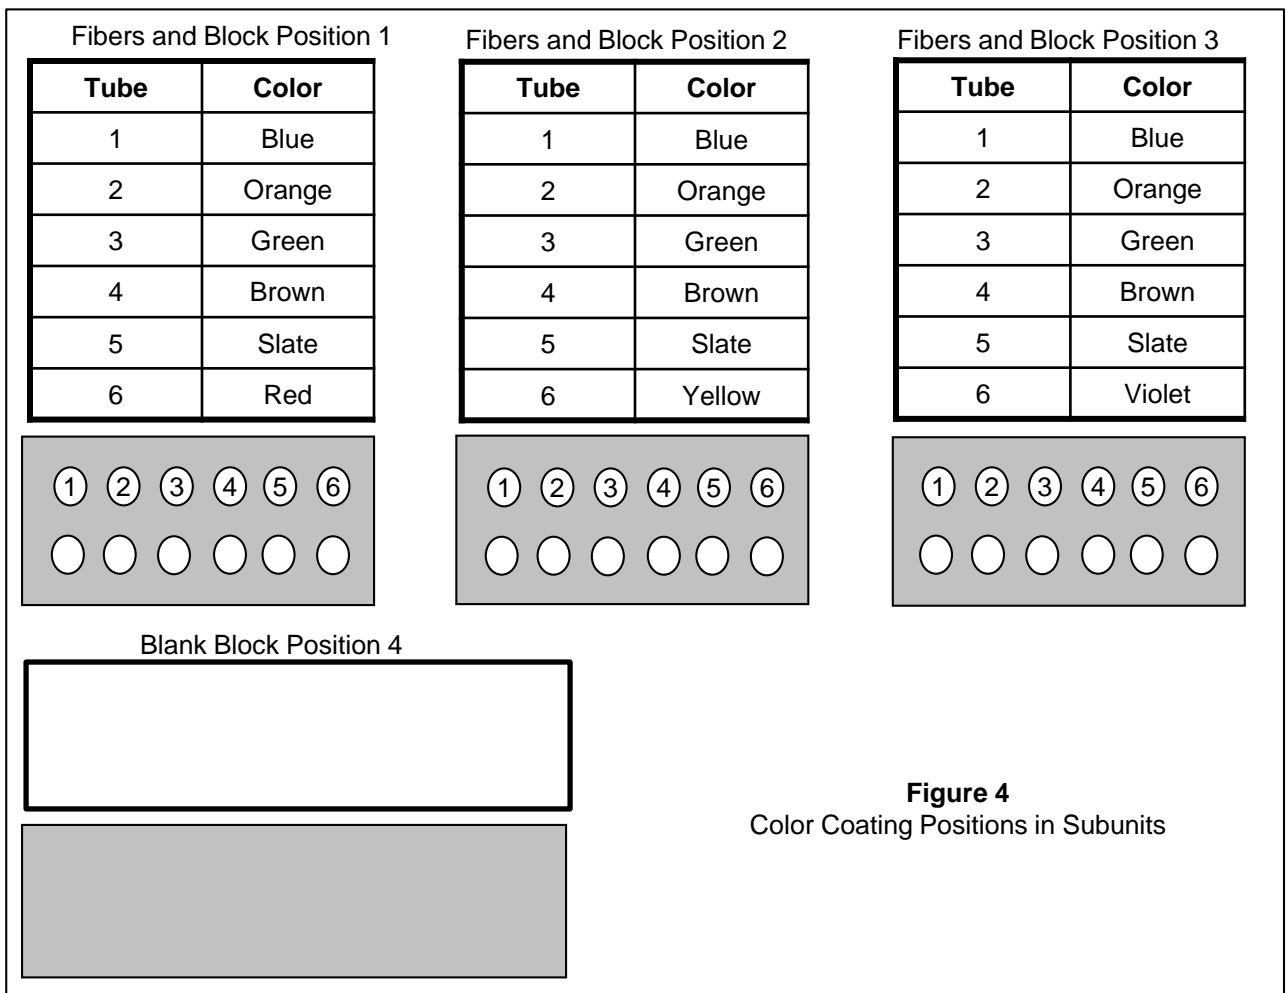 Fibers and Block Position 1
Tube Color
1 Blue
2 Orange
3 Green
4 Brown
5 Slate
6 Red
1 2 3 4 5 6
Fibers and Block Position 2
Tube Color
1 Blue
2 Orange
3 Green
4 Brown
5 Slate
6 Yellow
1 2 3 4 5 6
Fibers and Block Position 3
Tube Color
1 Blue
2 Orange
3 Green
4 Brown
5 Slate
6 Violet
1 2 3 4 5 6
Blank Block Position 4
Figure 4
Color Coating Positions in Subunits